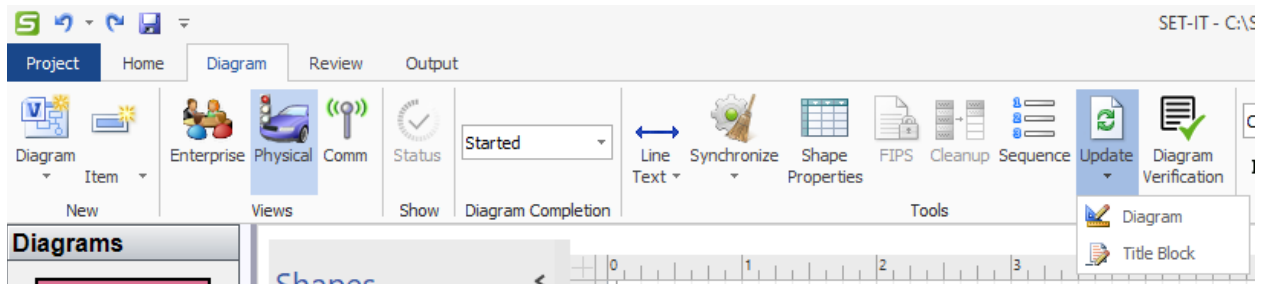 SET-IT - C:\S
Project Home Diagram Review Output
Diagram Item Enterprise Physical Comm Status Started Line Text Synchronize Shape Properties FIPS Cleanup Sequence Update Diagram Verification
New Views Show Diagram Completion Tools
Diagram
Title Block
Diagrams
Shapes
0 1 2 3